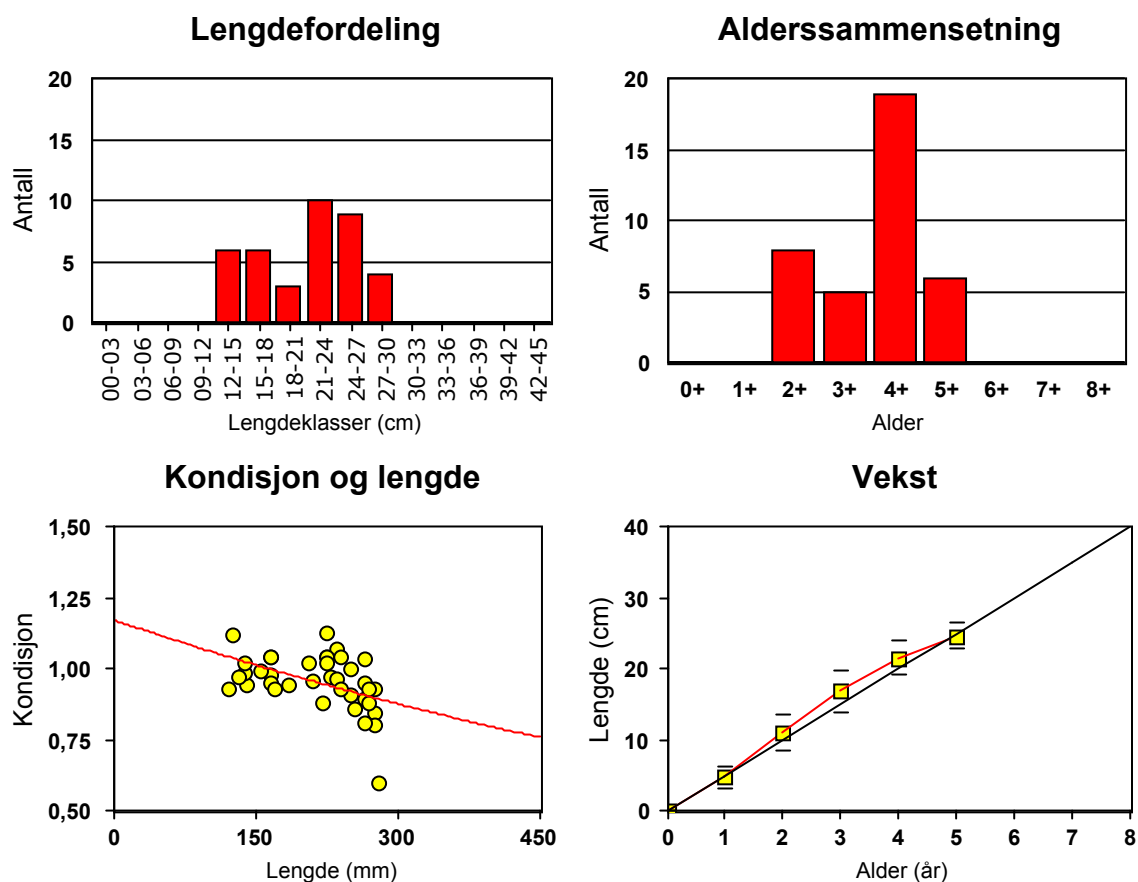 Lengdefordeling
20
15
10
5
0
Antall
00-03 03-06 06-09 09-12 12-15 15-18 18-21 21-24 24-27 27-30 30-33 33-36 36-39 39-42 42-45
Lengdeklasser (cm)
Alderssammensetning
20
15
10
5
0
Antall
0+ 1+ 2+ 3+ 4+ 5+ 6+ 7+ 8+
Alder
Kondisjon og lengde
1,50
1,25
1,00
0,75
0,50
Kondisjon
0 150 300 450
Lengde (mm)
Vekst
40
30
20
10
0
Lengde (cm)
0 1 2 3 4 5 6 7 8
Alder (år)